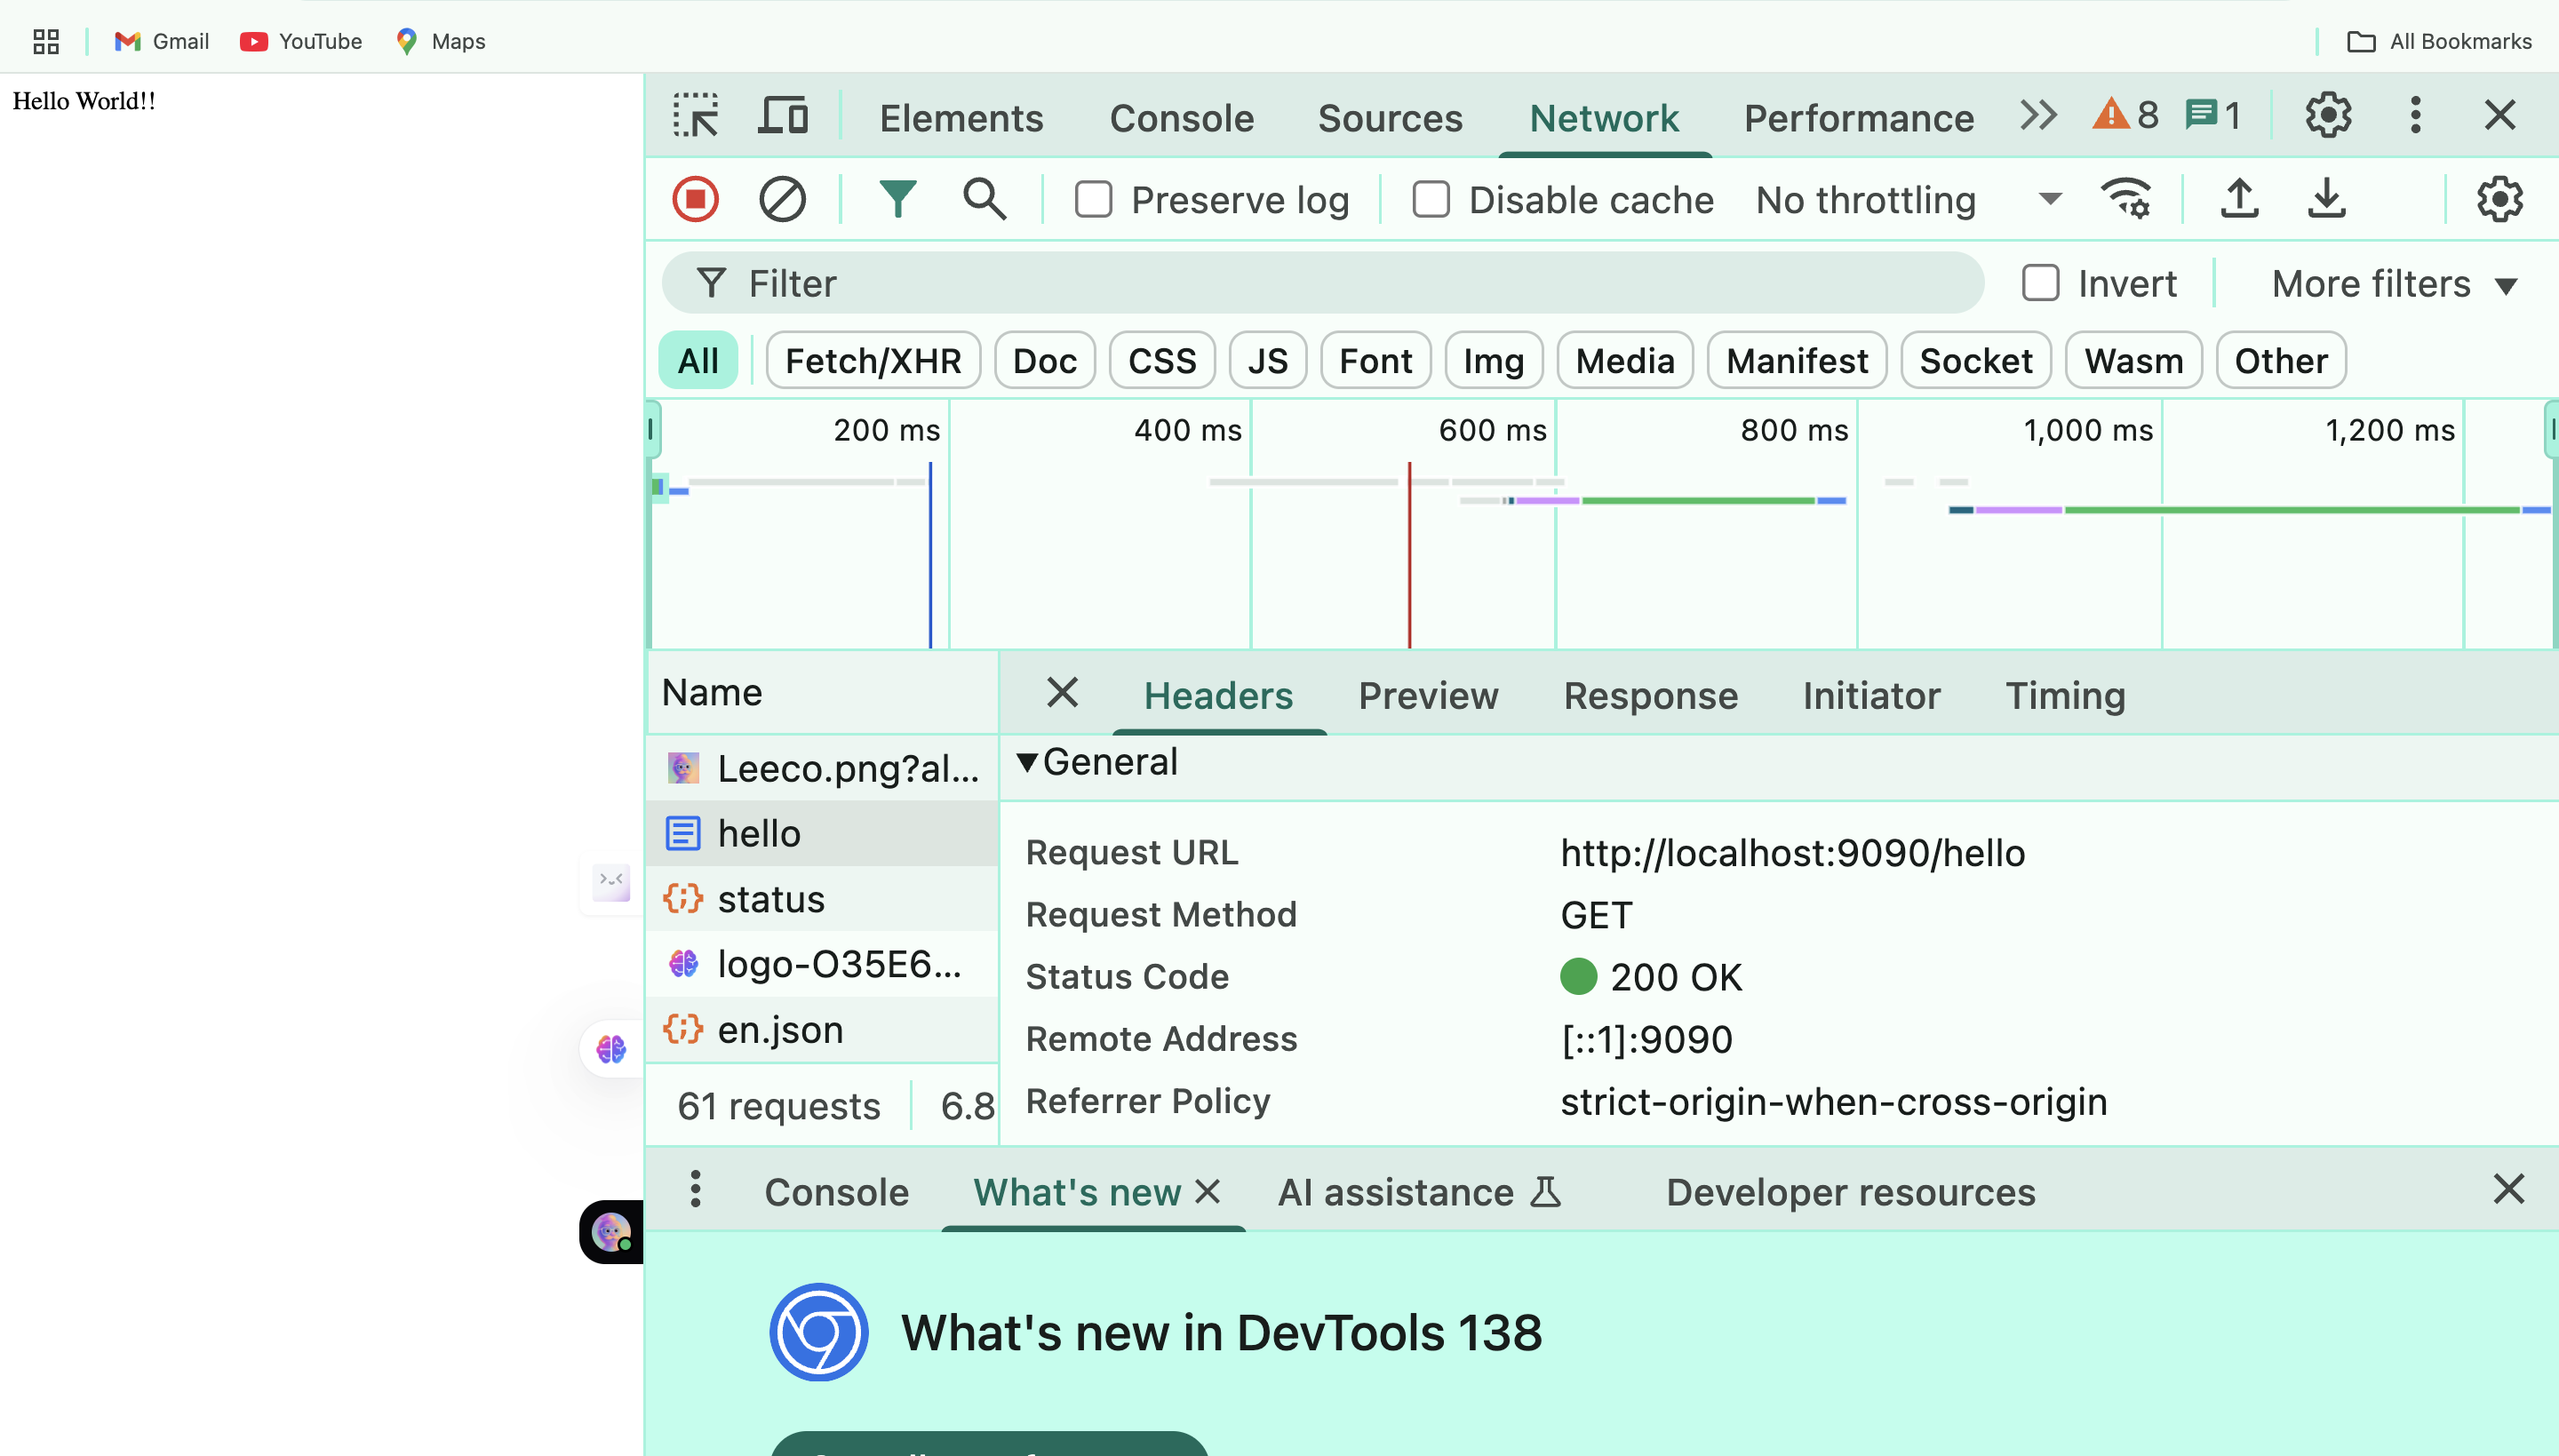 Gmail YouTube Maps All Bookmarks
Hello World!!
Elements Console Sources Network Performance 8 1
Preserve log Disable cache No throttling
Filter Invert More filters
All Fetch/XHR Doc CSS JS Font Img Media Manifest Socket Wasm Other
200 ms 400 ms 600 ms 800 ms 1,000 ms 1,200 ms
Name Headers Preview Response Initiator Timing
Leeco.png?al...
hello
status
logo-O35E6...
en.json
61 requests 6.8
General
Request URL http://localhost:9090/hello
Request Method GET
Status Code 200 OK
Remote Address [::1]:9090
Referrer Policy strict-origin-when-cross-origin
Console What's new AI assistance Developer resources
What's new in DevTools 138